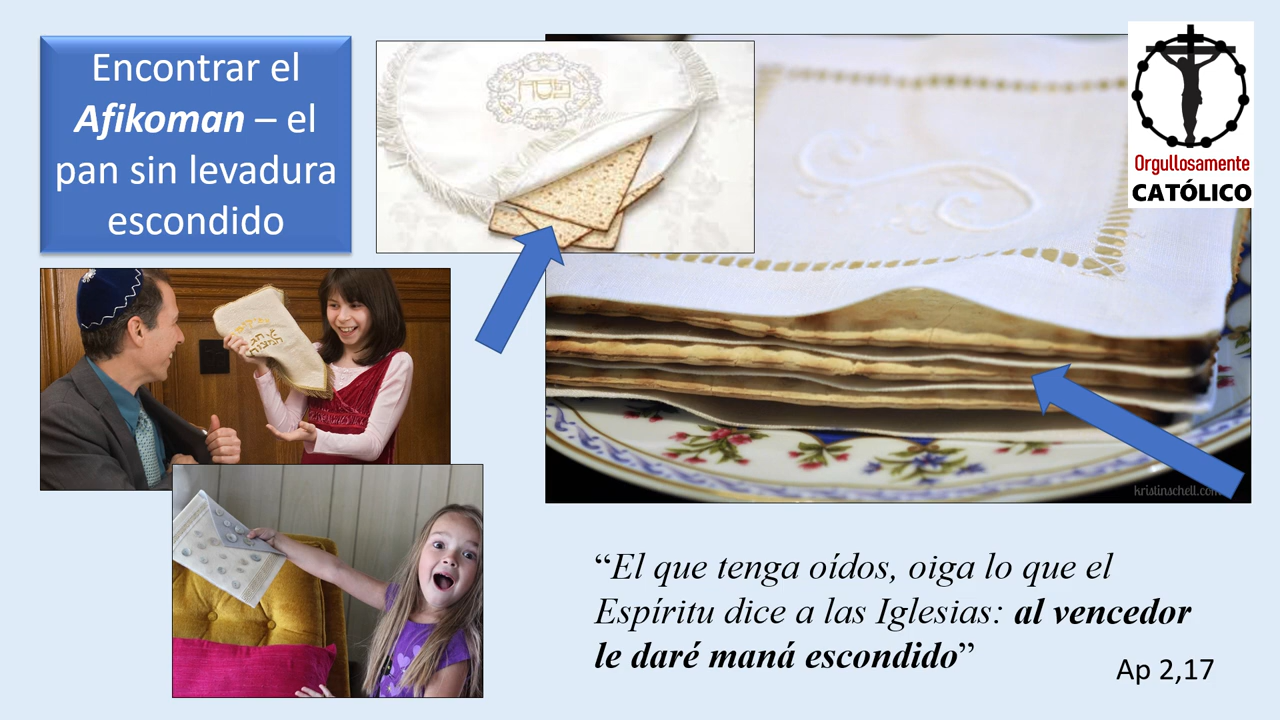 Encontrar el
Afikoman – el
pan sin levadura
escondido
פסח
Orgullosamente
CATÓLICO
kristinschell.com
“El que tenga oídos, oiga lo que el
Espíritu dice a las Iglesias: al vencedor
le daré maná escondido”
Ap 2,17